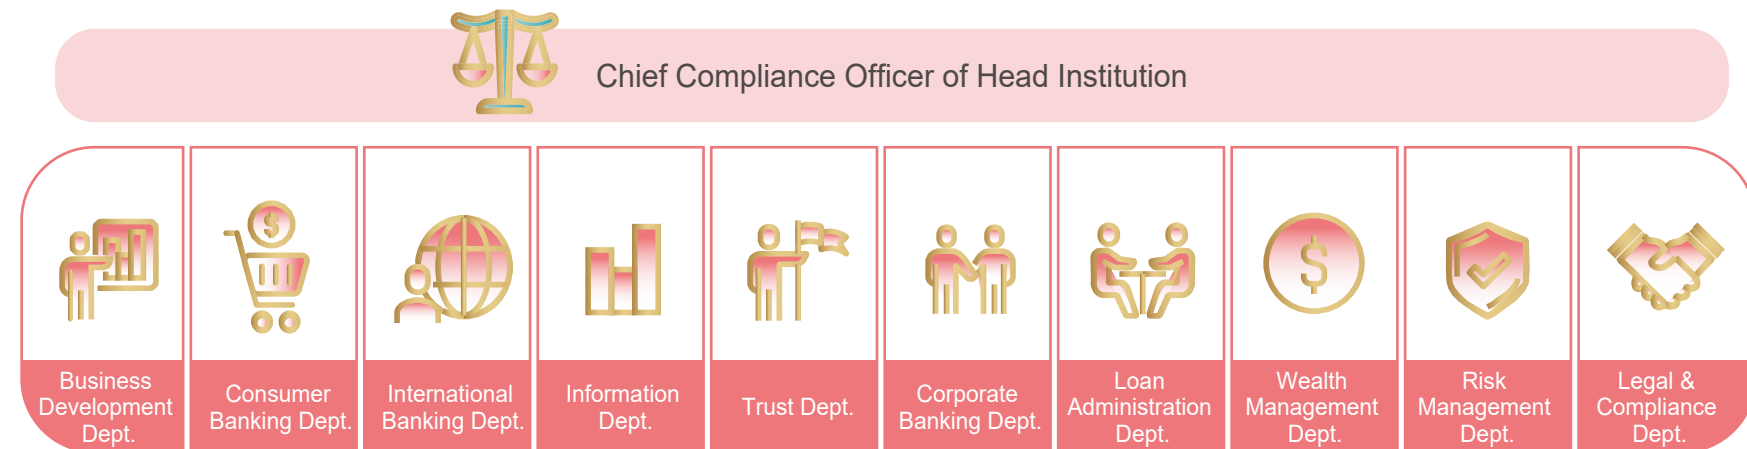 Chief Compliance Officer of Head Institution
Business
Development
Dept.
Consumer
Banking Dept.
International
Banking Dept.
Information
Dept.
Trust Dept.
Corporate
Banking Dept.
Loan
Administration
Dept.
Wealth
Management
Dept.
Risk
Management
Dept.
Legal &
Compliance
Dept.